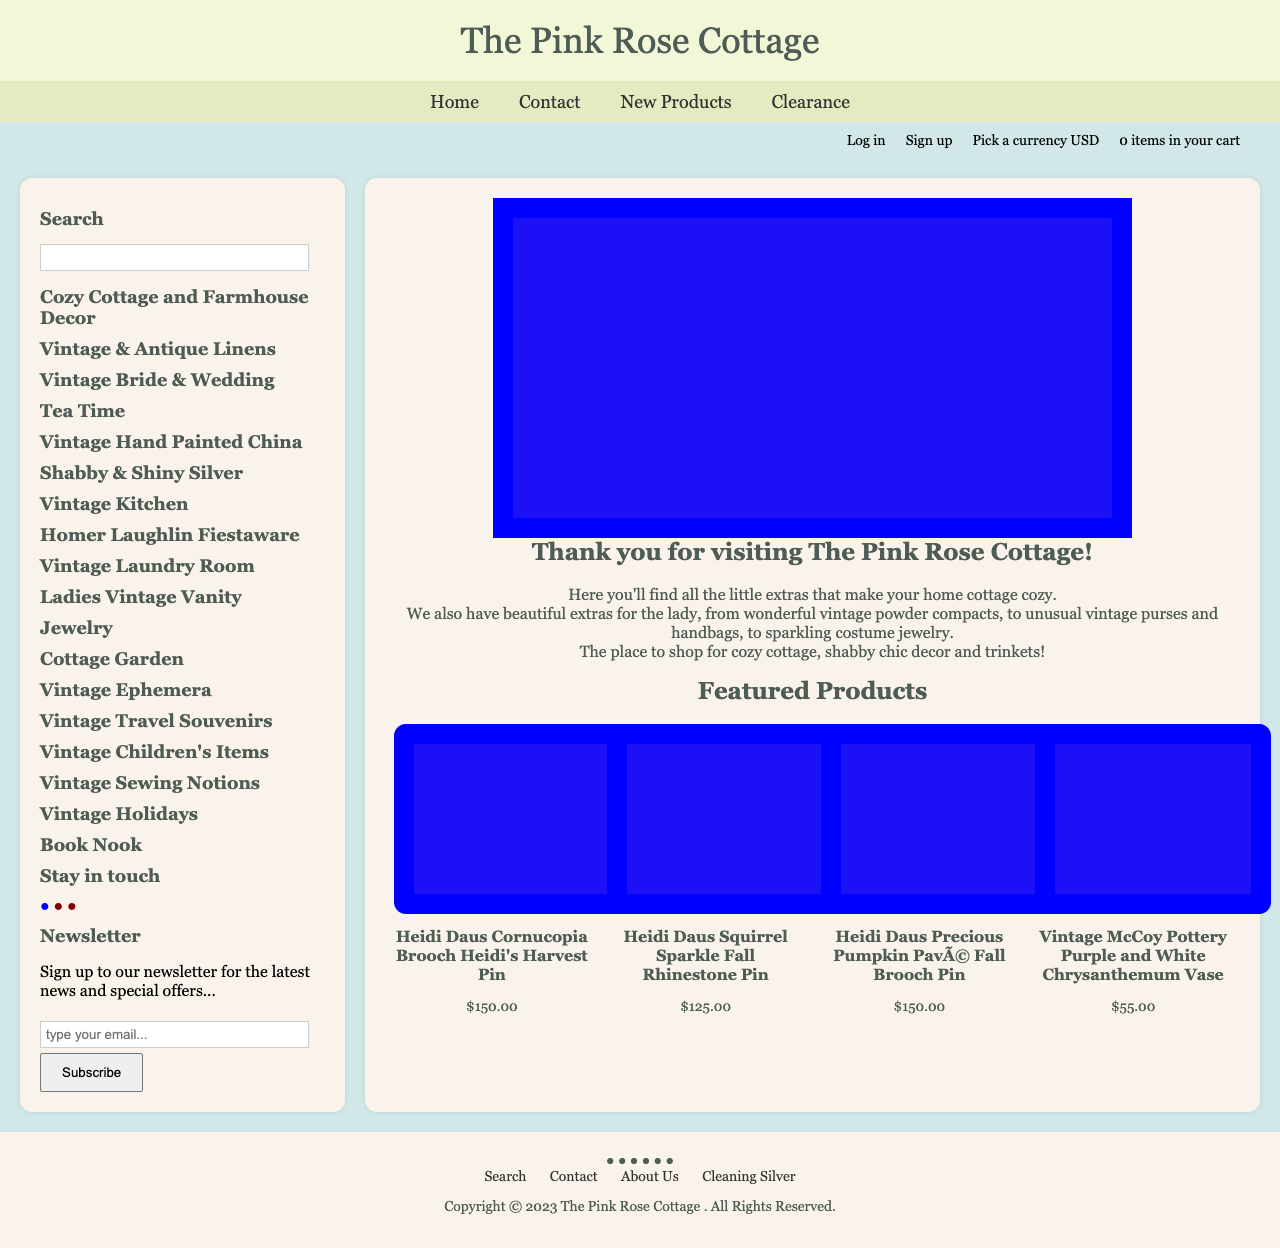 The Pink Rose Cottage
Home Contact New Products Clearance
Log in Sign up Pick a currency USD 0 items in your cart
Search
Cozy Cottage and Farmhouse
Decor
Vintage & Antique Linens
Vintage Bride & Wedding
Tea Time
Vintage Hand Painted China
Shabby & Shiny Silver
Vintage Kitchen
Homer Laughlin Fiestaware
Vintage Laundry Room
Ladies Vintage Vanity
Jewelry
Cottage Garden
Vintage Ephemera
Vintage Travel Souvenirs
Vintage Children's Items
Vintage Sewing Notions
Vintage Holidays
Book Nook
Stay in touch
Newsletter
Sign up to our newsletter for the latest
news and special offers...
type your email...
Subscribe
Thank you for visiting The Pink Rose Cottage!
Here you'll find all the little extras that make your home cottage cozy.
We also have beautiful extras for the lady, from wonderful vintage powder compacts, to unusual vintage purses and
handbags, to sparkling costume jewelry.
The place to shop for cozy cottage, shabby chic decor and trinkets!
Featured Products
Heidi Daus Cornucopia
Brooch Heidi's Harvest
Pin
$150.00
Heidi Daus Squirrel
Sparkle Fall
Rhinestone Pin
$125.00
Heidi Daus Precious
Pumpkin PavÃ© Fall
Brooch Pin
$150.00
Vintage McCoy Pottery
Purple and White
Chrysanthemum Vase
$55.00
Search Contact About Us Cleaning Silver
Copyright © 2023 The Pink Rose Cottage . All Rights Reserved.